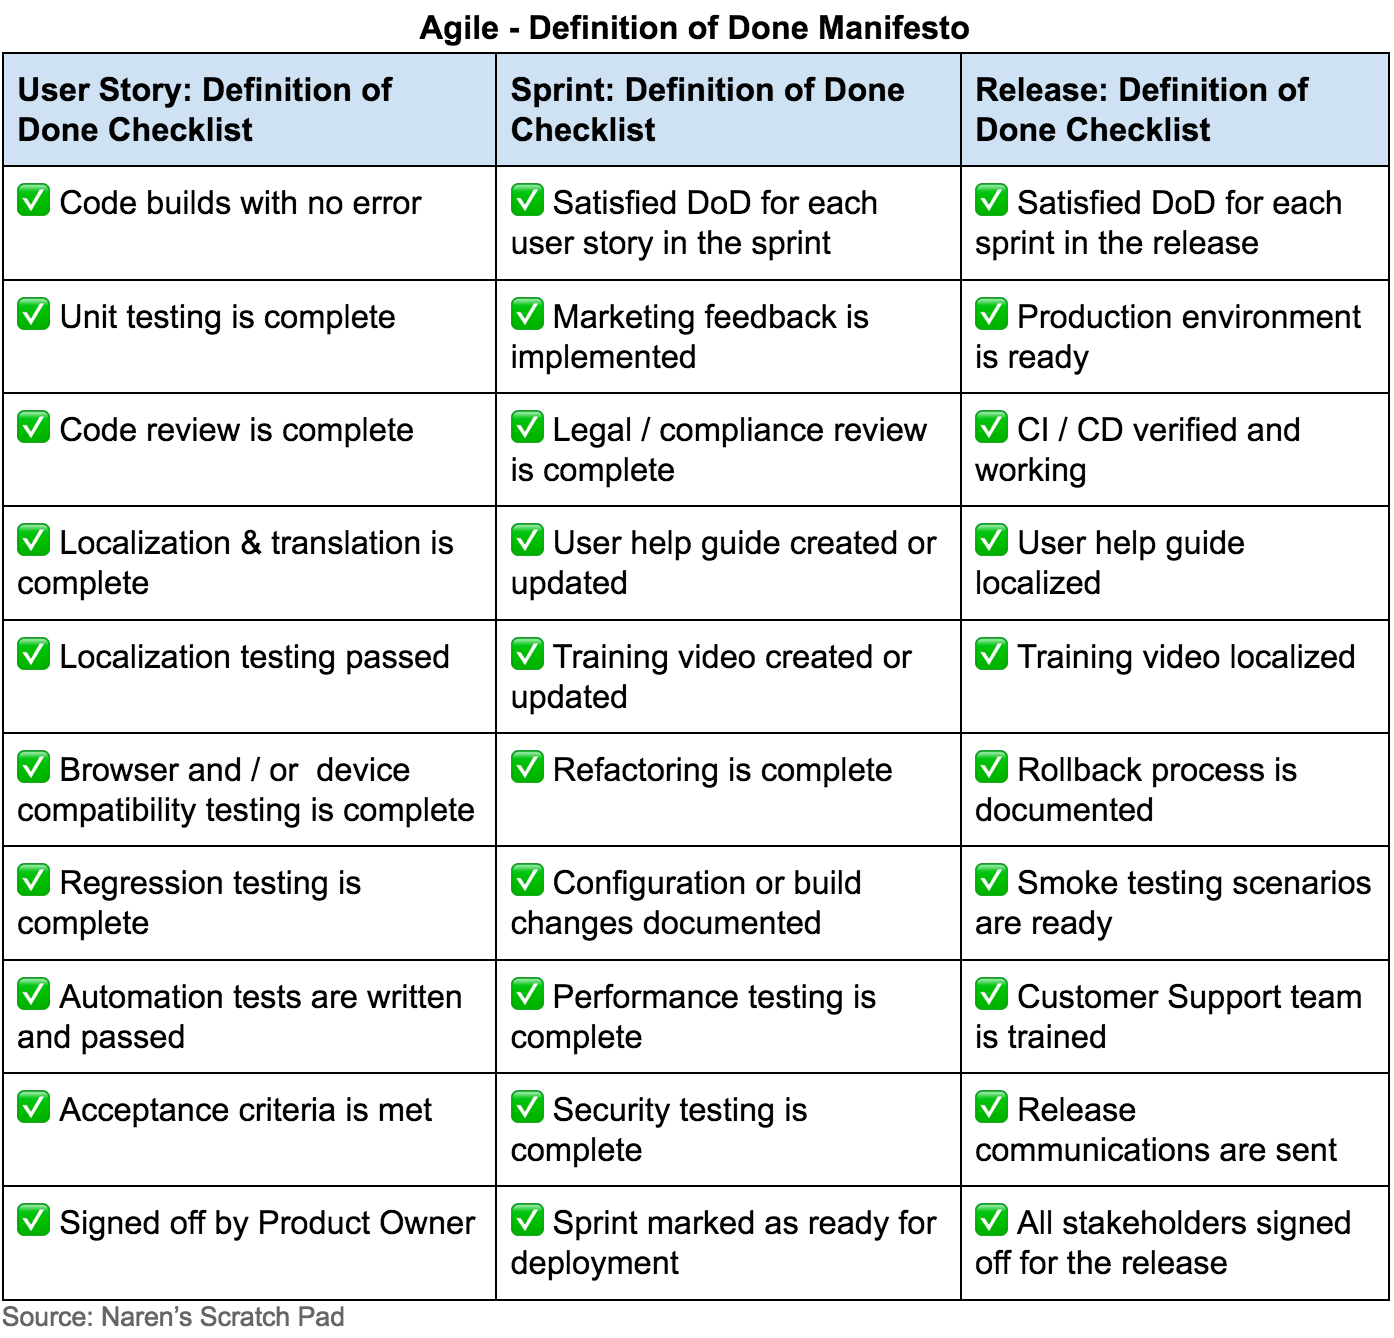 Agile - Definition of Done Manifesto
User Story: Definition of
Done Checklist
Sprint: Definition of Done
Checklist
Release: Definition of
Done Checklist
✅ Code builds with no error
✅ Satisfied DoD for each
user story in the sprint
✅ Satisfied DoD for each
sprint in the release
✅ Unit testing is complete
✅ Marketing feedback is
implemented
✅ Production environment
is ready
✅ Code review is complete
✅ Legal / compliance review
is complete
✅ CI / CD verified and
working
✅ Localization & translation is
complete
✅ User help guide created or
updated
✅ User help guide
localized
✅ Localization testing passed
✅ Training video created or
updated
✅ Training video localized
✅ Browser and / or  device
compatibility testing is complete
✅ Refactoring is complete
✅ Rollback process is
documented
✅ Regression testing is
complete
✅ Configuration or build
changes documented
✅ Smoke testing scenarios
are ready
✅ Automation tests are written
and passed
✅ Performance testing is
complete
✅ Customer Support team
is trained
✅ Acceptance criteria is met
✅ Security testing is
complete
✅ Release
communications are sent
✅ Signed off by Product Owner
✅ Sprint marked as ready for
deployment
✅ All stakeholders signed
off for the release
Source: Naren’s Scratch Pad